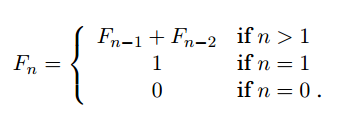 F_{n-1} + F_{n-2} if n > 1
F_n = { 1 if n = 1
0 if n = 0 .